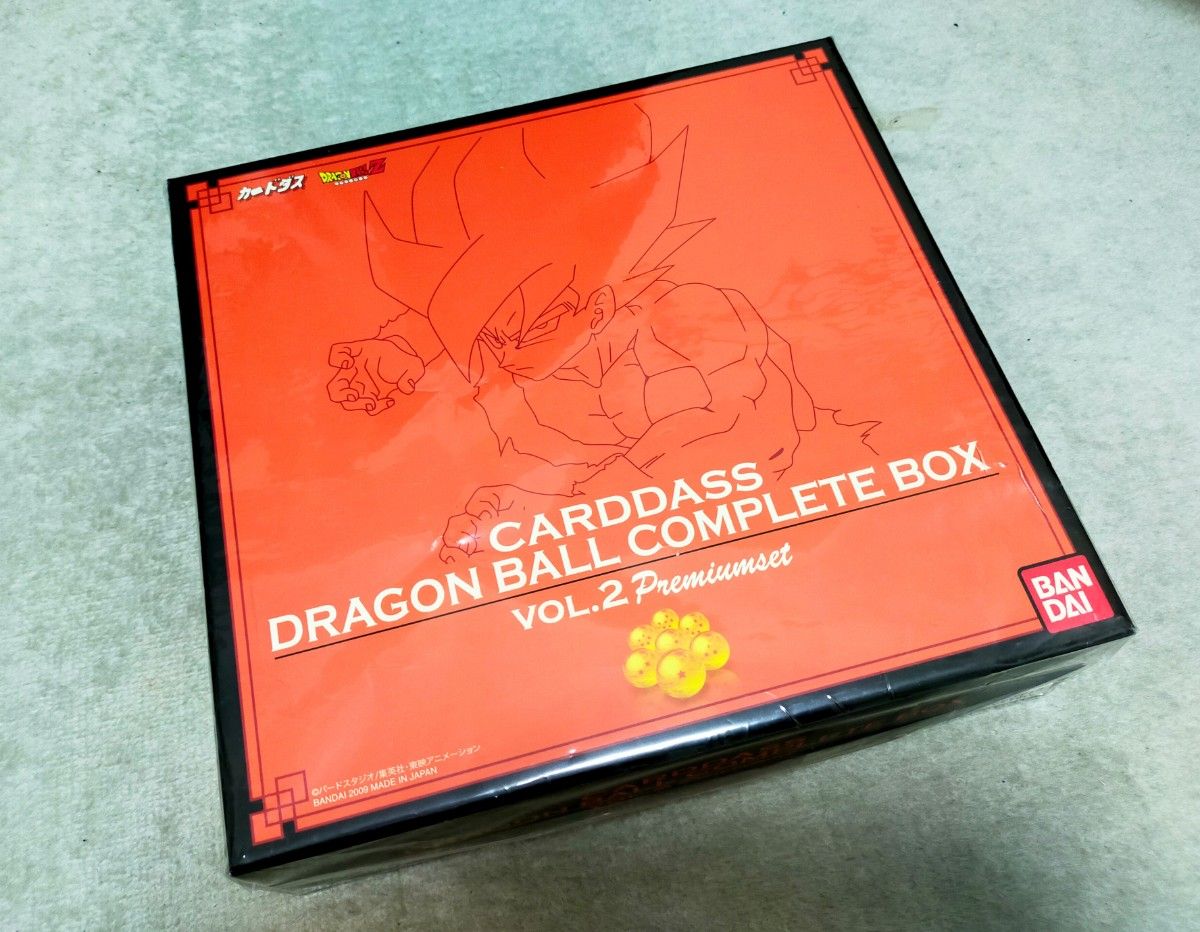 カードダス DRAGON BALL Z
CARDDASS
DRAGON BALL COMPLETE BOX
VOL.2 Premiumset
BAN
DAI
©バードスタジオ/集英社・東映アニメーション
BANDAI 2009 MADE IN JAPAN